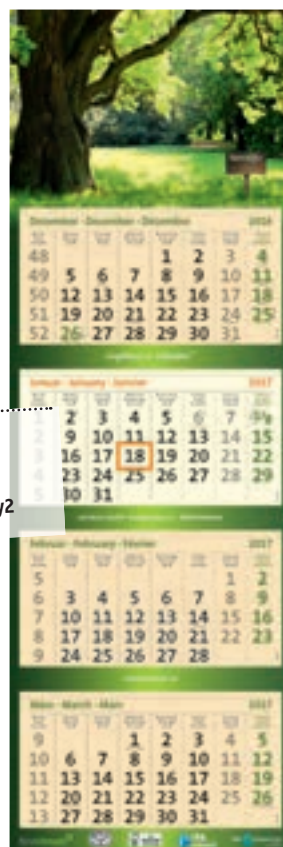 Dezember - December - Décembre 2016
48 1 2 3 4
49 5 6 7 8 9 10 11
50 12 13 14 15 16 17 18
51 19 20 21 22 23 24 25
52 26 27 28 29 30 31
Januar - January - Janvier 2017
1 2 3 4 5 6 7 1/8
2 9 10 11 12 13 14 15
3 16 17 18 19 20 21 22
4 23 24 25 26 27 28 29
5 30 31
y2
Februar - February - Février 2017
5 1 2
6 3 4 5 6 7 8 9
7 10 11 12 13 14 15 16
8 17 18 19 20 21 22 23
9 24 25 26 27 28
März - March - Mars 2017
9 1 2 3 4 5
10 6 7 8 9 10 11 12
11 13 14 15 16 17 18 19
12 20 21 22 23 24 25 26
13 27 28 29 30 31